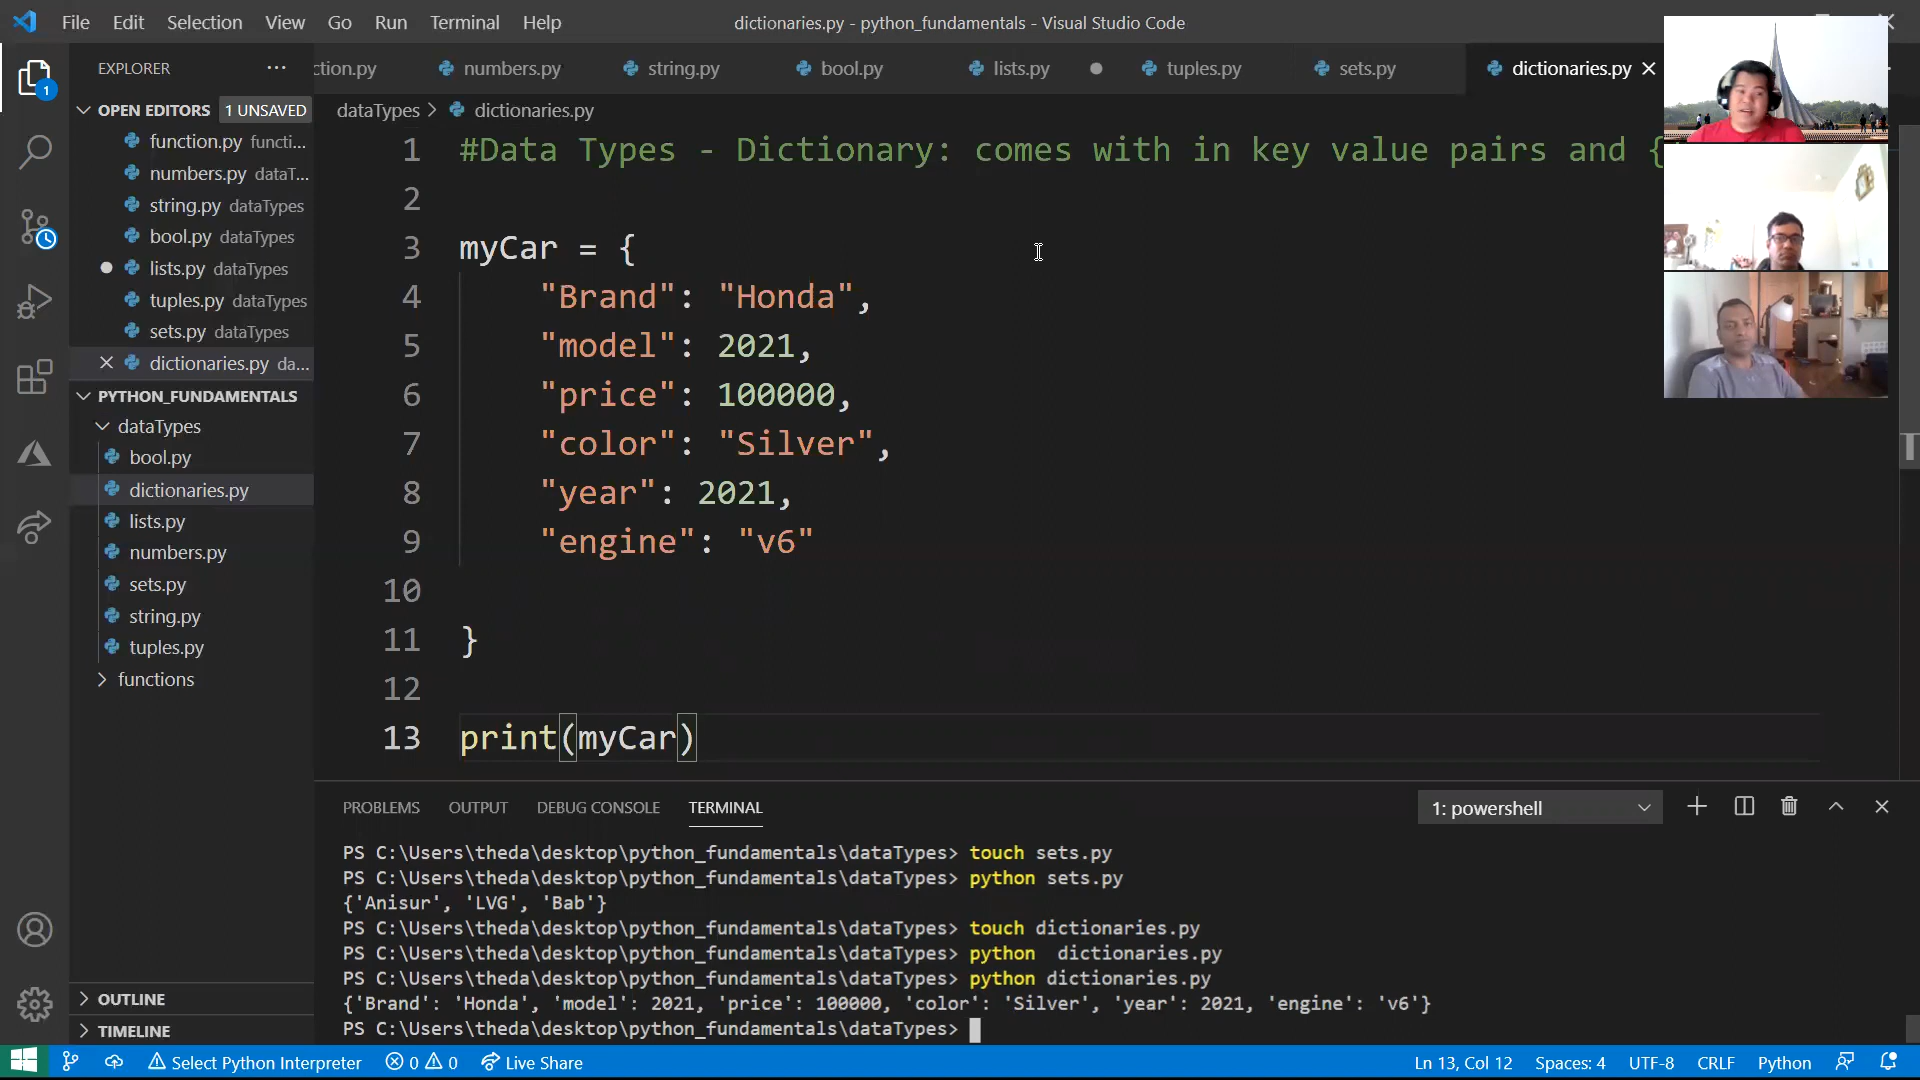 File Edit Selection View Go Run Terminal Help
dictionaries.py - python_fundamentals - Visual Studio Code
EXPLORER
ction.py numbers.py string.py bool.py lists.py tuples.py sets.py dictionaries.py
OPEN EDITORS 1 UNSAVED
function.py functi...
numbers.py dataT...
string.py dataTypes
bool.py dataTypes
lists.py dataTypes
tuples.py dataTypes
sets.py dataTypes
dictionaries.py da...
PYTHON_FUNDAMENTALS
dataTypes
bool.py
dictionaries.py
lists.py
numbers.py
sets.py
string.py
tuples.py
functions
OUTLINE
TIMELINE
1
dataTypes > dictionaries.py
1 #Data Types - Dictionary: comes with in key value pairs and {
2
3 myCar = {
4 "Brand": "Honda",
5 "model": 2021,
6 "price": 100000,
7 "color": "Silver",
8 "year": 2021,
9 "engine": "v6"
10
11 }
12
13 print(myCar)
PROBLEMS OUTPUT DEBUG CONSOLE TERMINAL 1: powershell
PS C:\Users\theda\desktop\python_fundamentals\dataTypes> touch sets.py
PS C:\Users\theda\desktop\python_fundamentals\dataTypes> python sets.py
{'Anisur', 'LVG', 'Bab'}
PS C:\Users\theda\desktop\python_fundamentals\dataTypes> touch dictionaries.py
PS C:\Users\theda\desktop\python_fundamentals\dataTypes> python  dictionaries.py
PS C:\Users\theda\desktop\python_fundamentals\dataTypes> python dictionaries.py
{'Brand': 'Honda', 'model': 2021, 'price': 100000, 'color': 'Silver', 'year': 2021, 'engine': 'v6'}
PS C:\Users\theda\desktop\python_fundamentals\dataTypes>
Select Python Interpreter 0 0 Live Share Ln 13, Col 12 Spaces: 4 UTF-8 CRLF Python